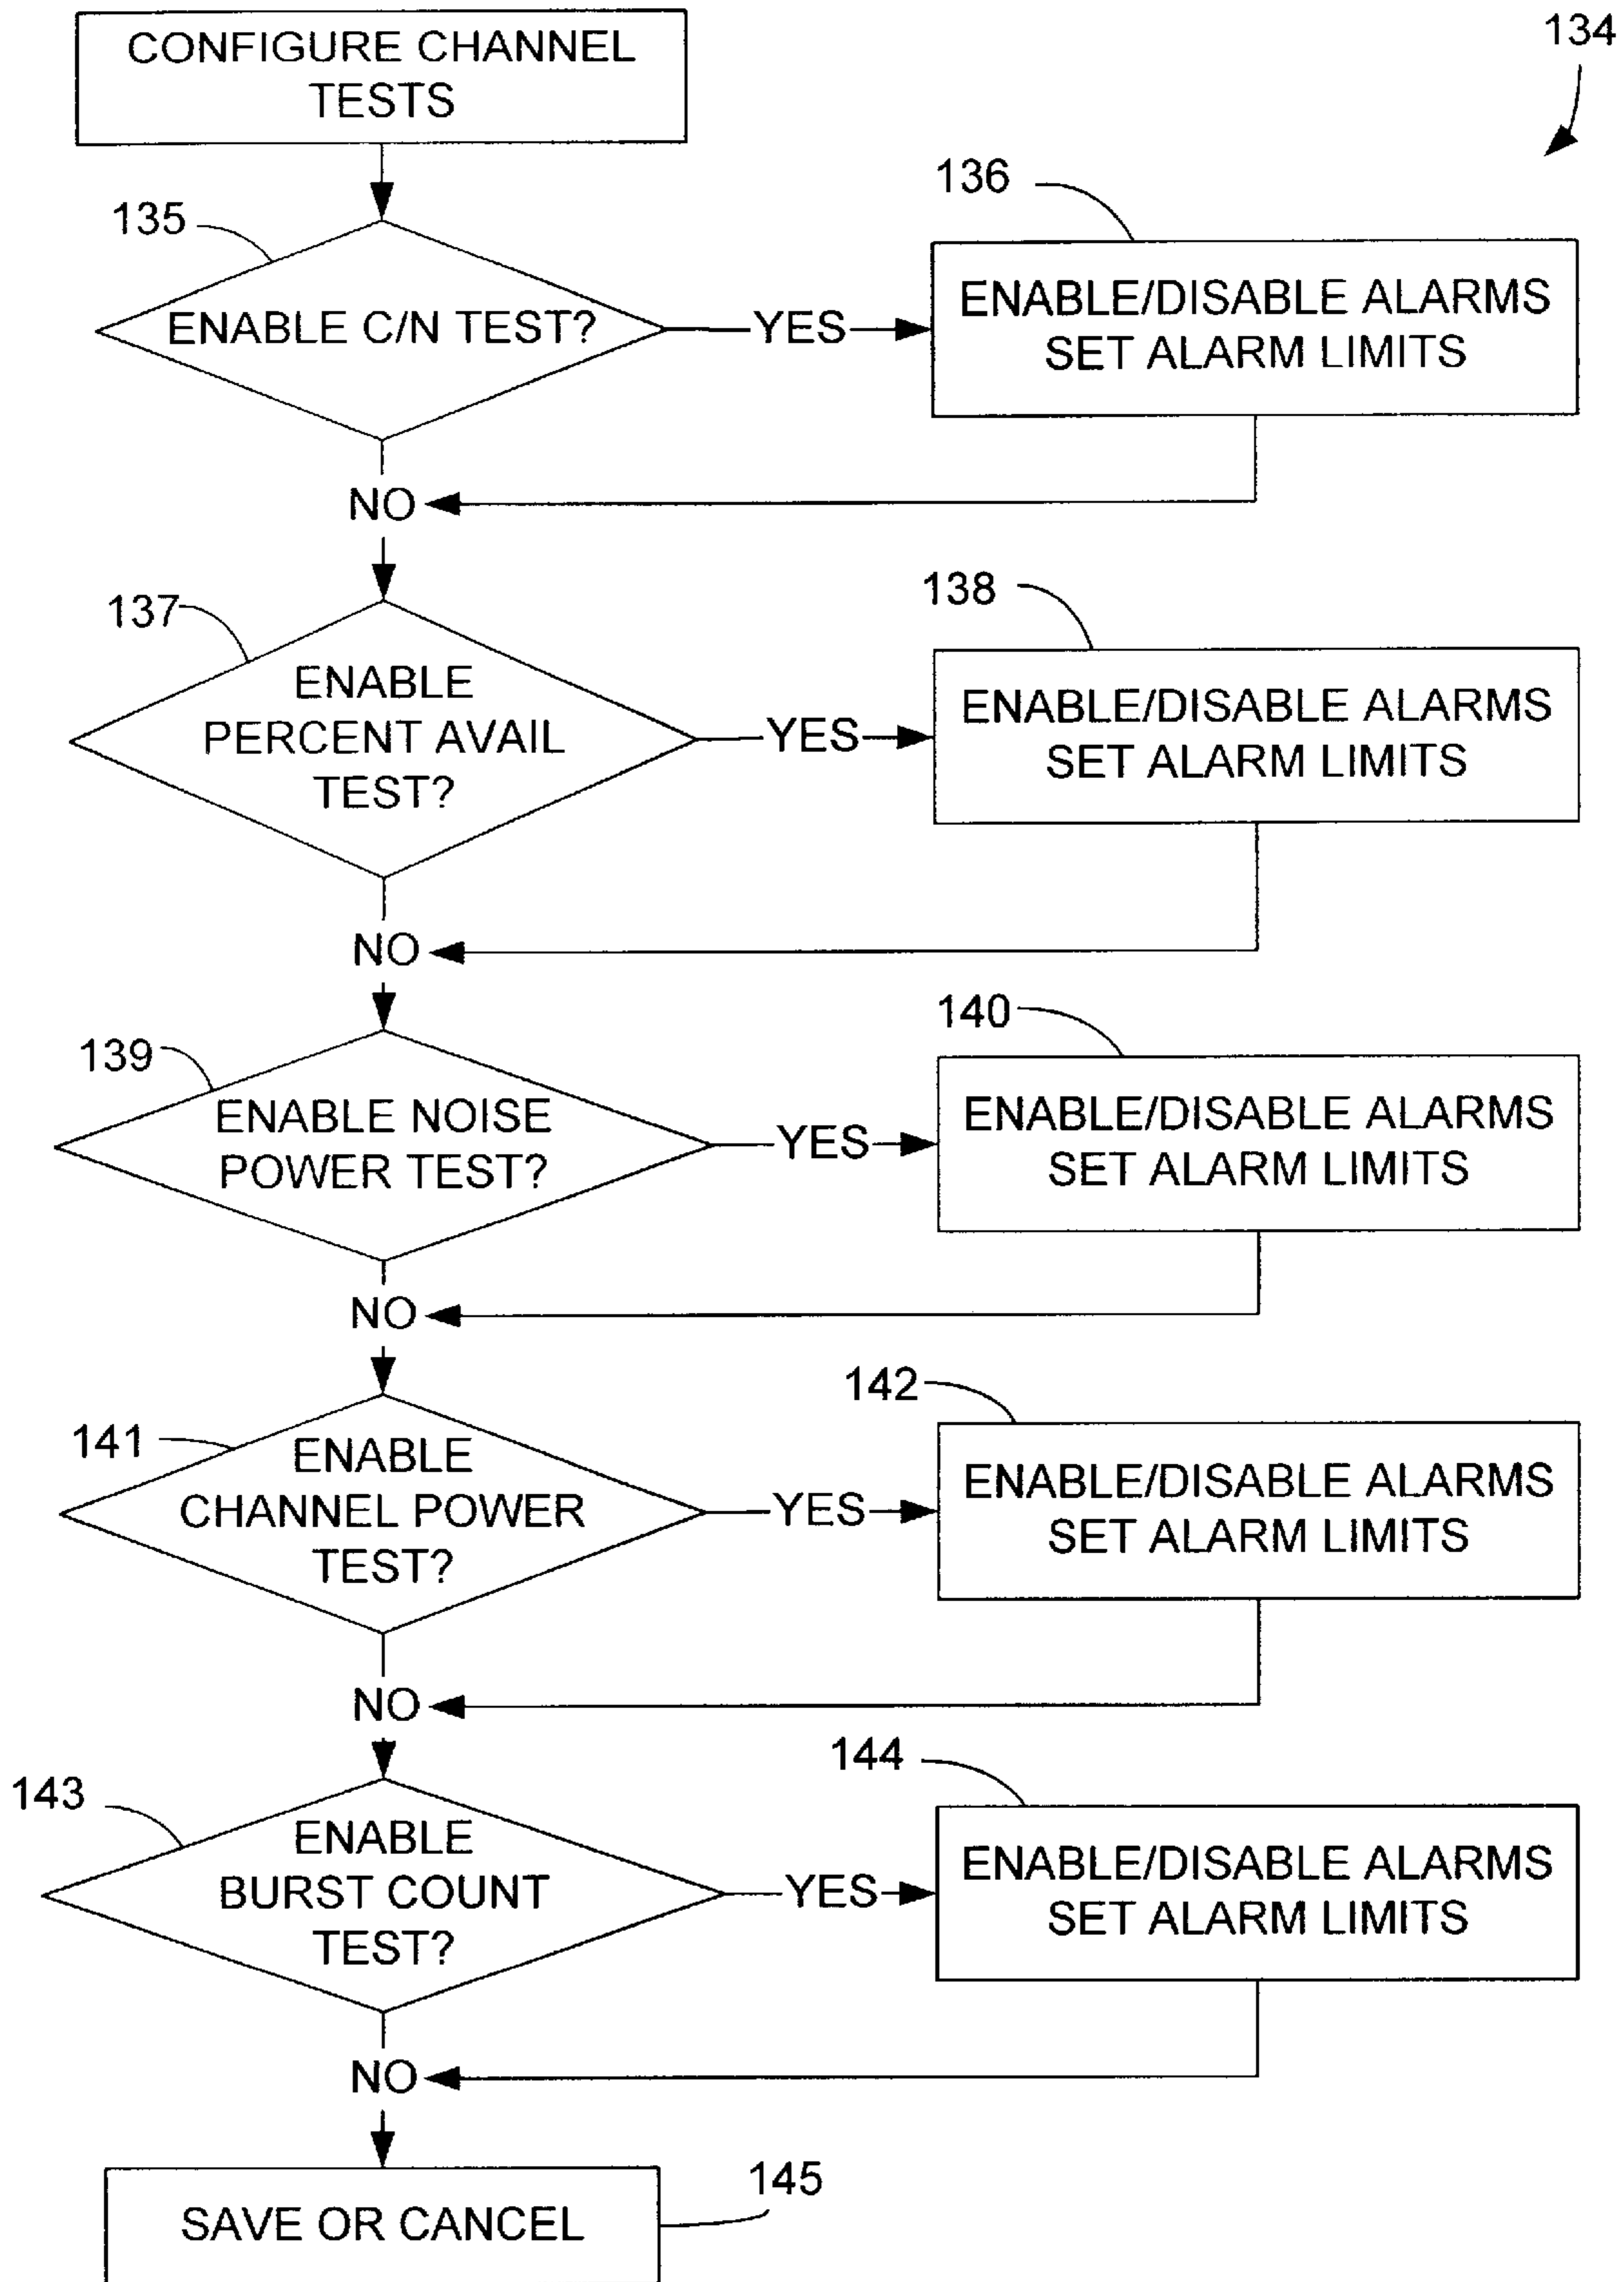 CONFIGURE CHANNEL
TESTS
134
135
136
ENABLE C/N TEST?
YES
ENABLE/DISABLE ALARMS
SET ALARM LIMITS
NO
137
138
ENABLE
PERCENT AVAIL
TEST?
YES
ENABLE/DISABLE ALARMS
SET ALARM LIMITS
NO
139
140
ENABLE NOISE
POWER TEST?
YES
ENABLE/DISABLE ALARMS
SET ALARM LIMITS
NO
141
142
ENABLE
CHANNEL POWER
TEST?
YES
ENABLE/DISABLE ALARMS
SET ALARM LIMITS
NO
143
144
ENABLE
BURST COUNT
TEST?
YES
ENABLE/DISABLE ALARMS
SET ALARM LIMITS
NO
145
SAVE OR CANCEL